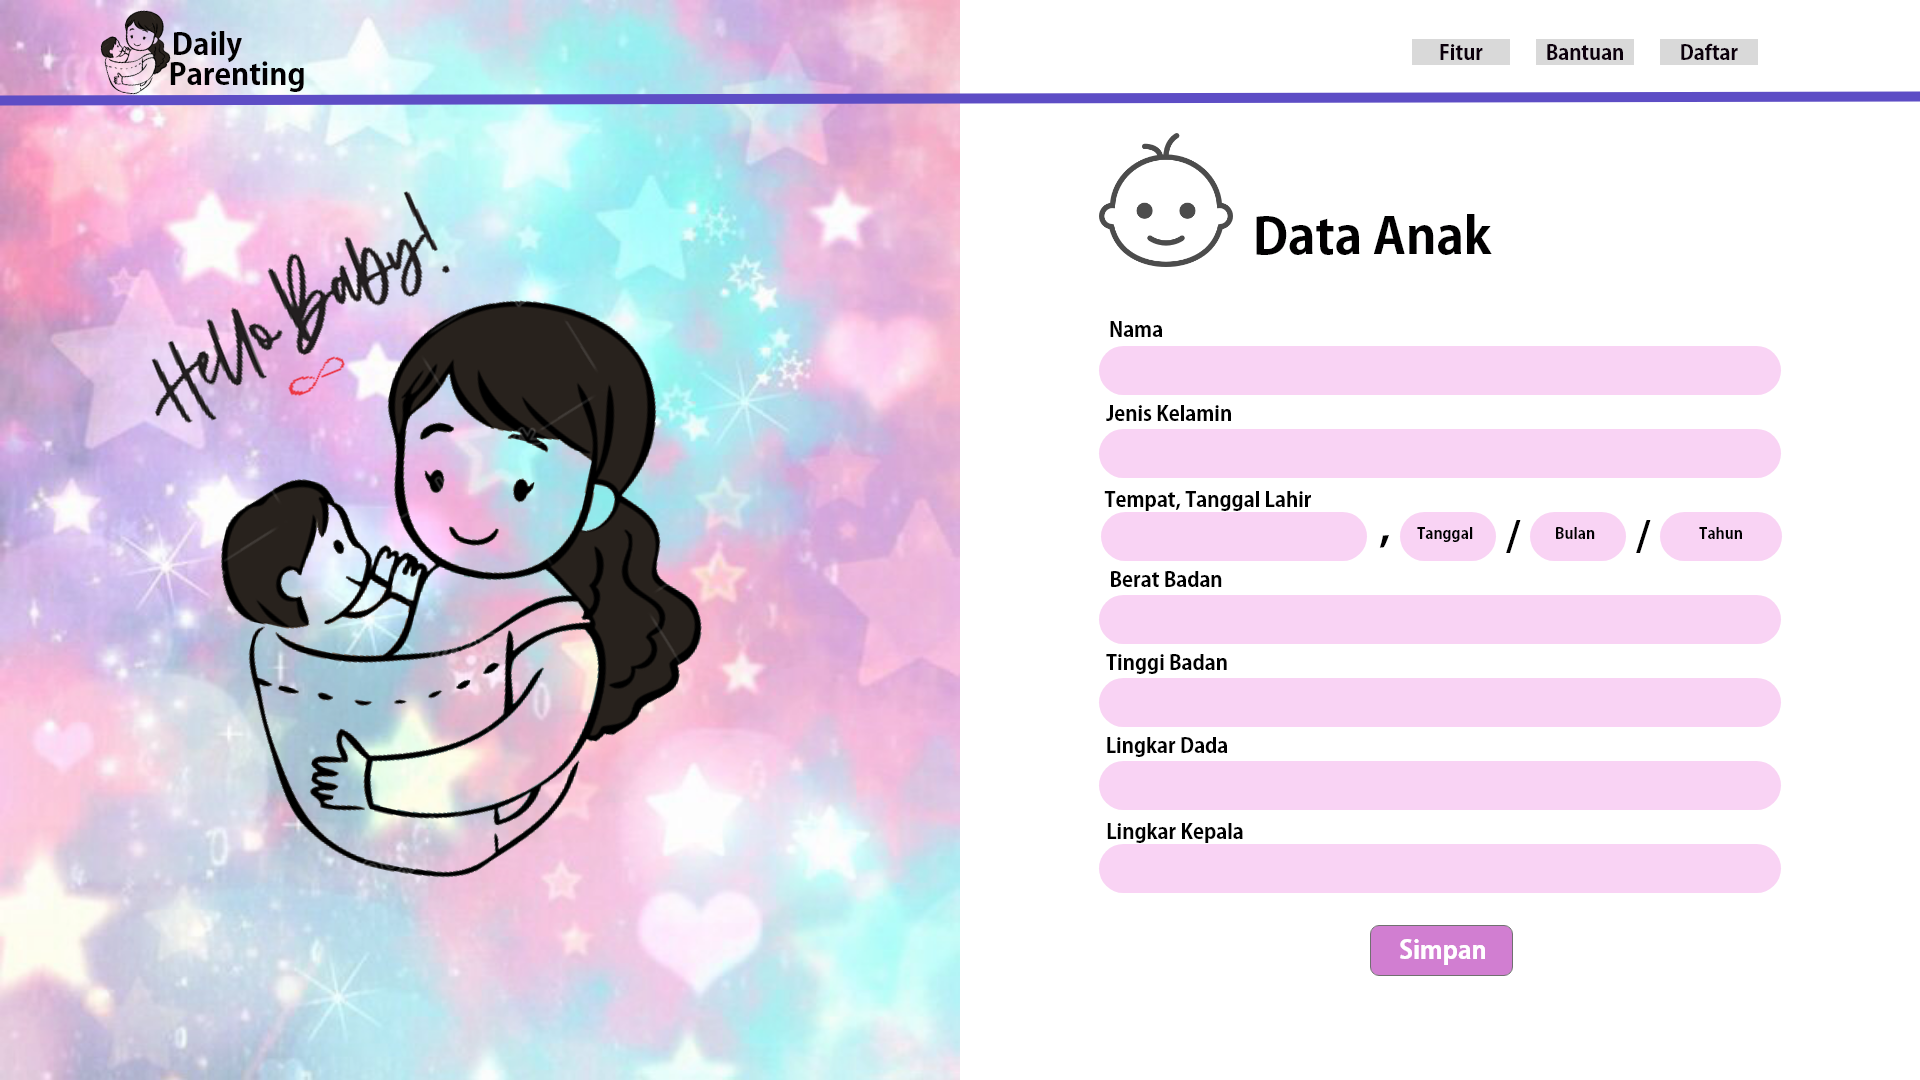 Daily
Parenting
Fitur
Bantuan
Daftar
Hello Baby!
Data Anak
Nama
Jenis Kelamin
Tempat, Tanggal Lahir
, Tanggal / Bulan / Tahun
Berat Badan
Tinggi Badan
Lingkar Dada
Lingkar Kepala
Simpan